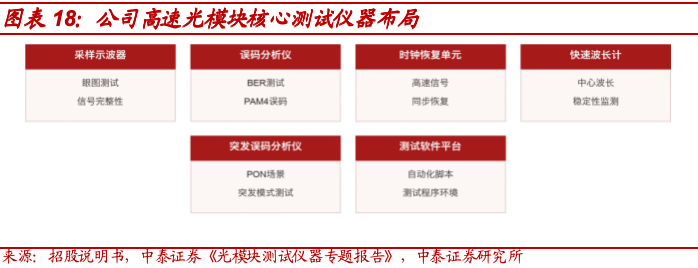 图表 18：公司高速光模块核心测试仪器布局
采样示波器
眼图测试
信号完整性
误码分析仪
BER测试
PAM4误码
时钟恢复单元
高速信号
同步恢复
快速波长计
中心波长
稳定性监测
突发误码分析仪
PON场景
突发模式测试
测试软件平台
自动化脚本
测试程序环境
来源：招股说明书，中泰证券《光模块测试仪器专题报告》，中泰证券研究所